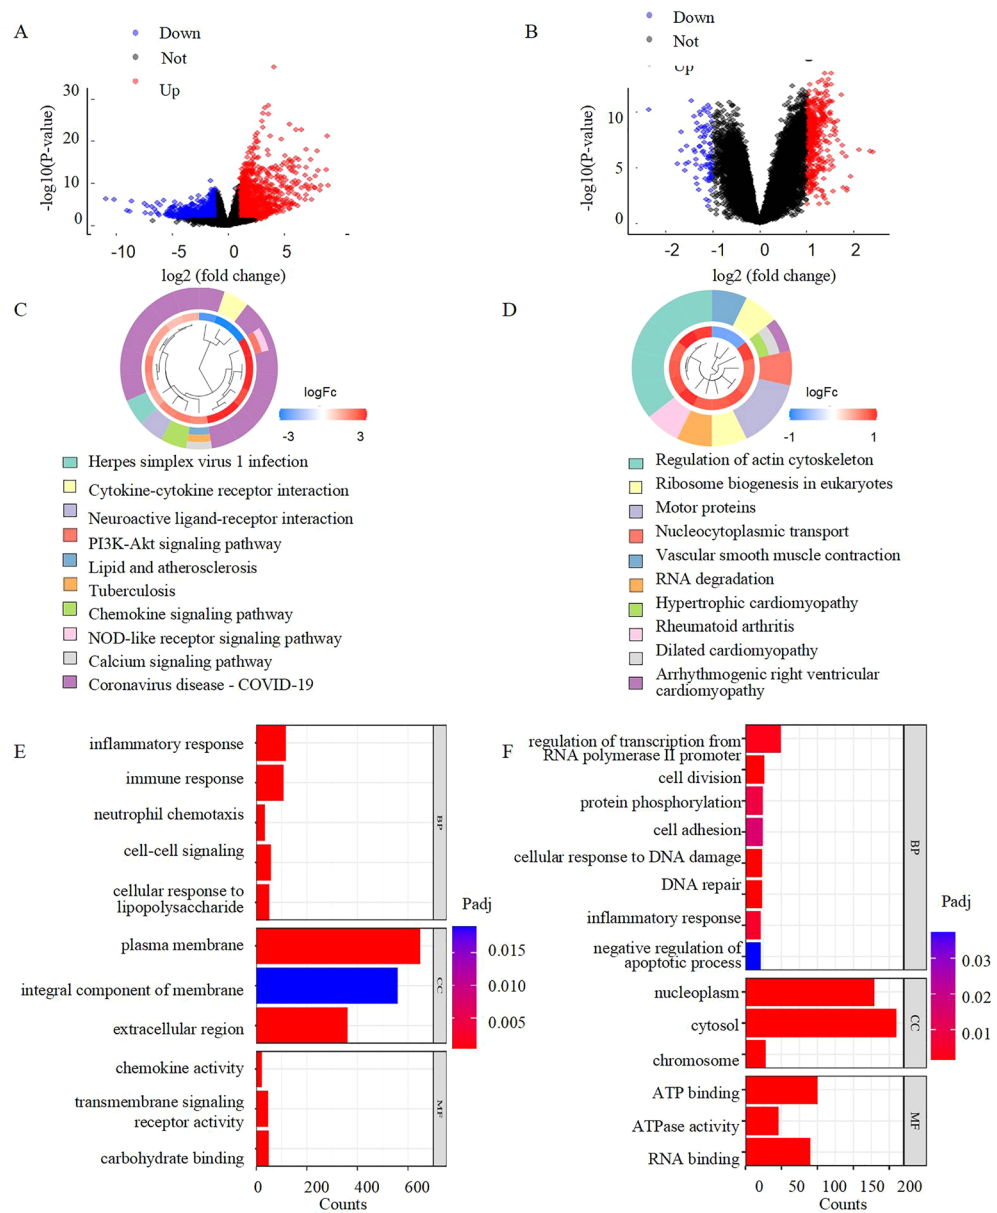 A
Down
Not
Up
30
20
10
0
-log10(P-value)
-10
-5
0
5
log2 (fold change)
B
Down
Not
Up
10
5
0
-log10(P-value)
-2
-1
0
1
2
log2 (fold change)
C
logFc
-3
3
Herpes simplex virus 1 infection
Cytokine-cytokine receptor interaction
Neuroactive ligand-receptor interaction
PI3K-Akt signaling pathway
Lipid and atherosclerosis
Tuberculosis
Chemokine signaling pathway
NOD-like receptor signaling pathway
Calcium signaling pathway
Coronavirus disease - COVID-19
D
logFc
-1
1
Regulation of actin cytoskeleton
Ribosome biogenesis in eukaryotes
Motor proteins
Nucleocytoplasmic transport
Vascular smooth muscle contraction
RNA degradation
Hypertrophic cardiomyopathy
Rheumatoid arthritis
Dilated cardiomyopathy
Arrhythmogenic right ventricular
cardiomyopathy
E
inflammatory response
immune response
neutrophil chemotaxis
cell-cell signaling
cellular response to
lipopolysaccharide
BP
plasma membrane
integral component of membrane
extracellular region
CC
chemokine activity
transmembrane signaling
receptor activity
carbohydrate binding
MF
0
200
400
600
Counts
Padj
0.015
0.010
0.005
F
regulation of transcription from
RNA polymerase II promoter
cell division
protein phosphorylation
cell adhesion
cellular response to DNA damage
DNA repair
inflammatory response
negative regulation of
apoptotic process
BP
nucleoplasm
cytosol
chromosome
CC
ATP binding
ATPase activity
RNA binding
MF
0
50
100
150
200
Counts
Padj
0.03
0.02
0.01